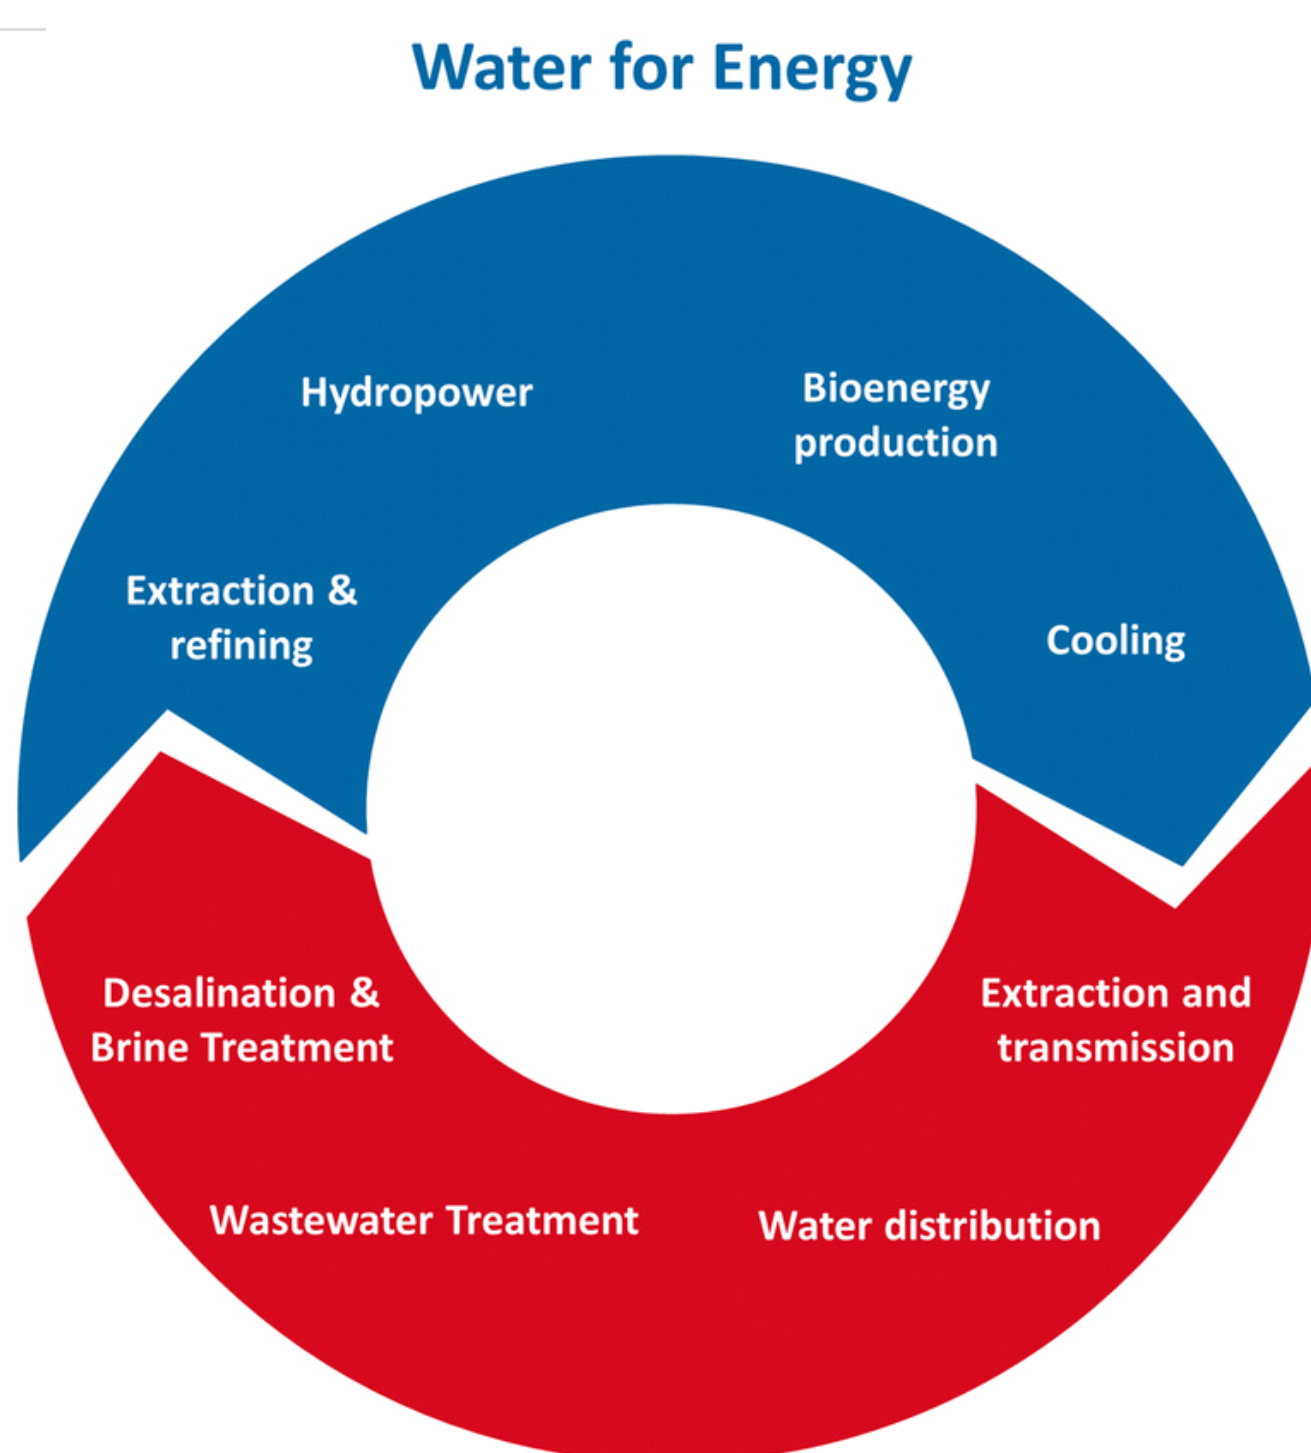 Water for Energy
Hydropower
Bioenergy
production
Extraction &
refining
Cooling
Desalination &
Brine Treatment
Extraction and
transmission
Wastewater Treatment
Water distribution